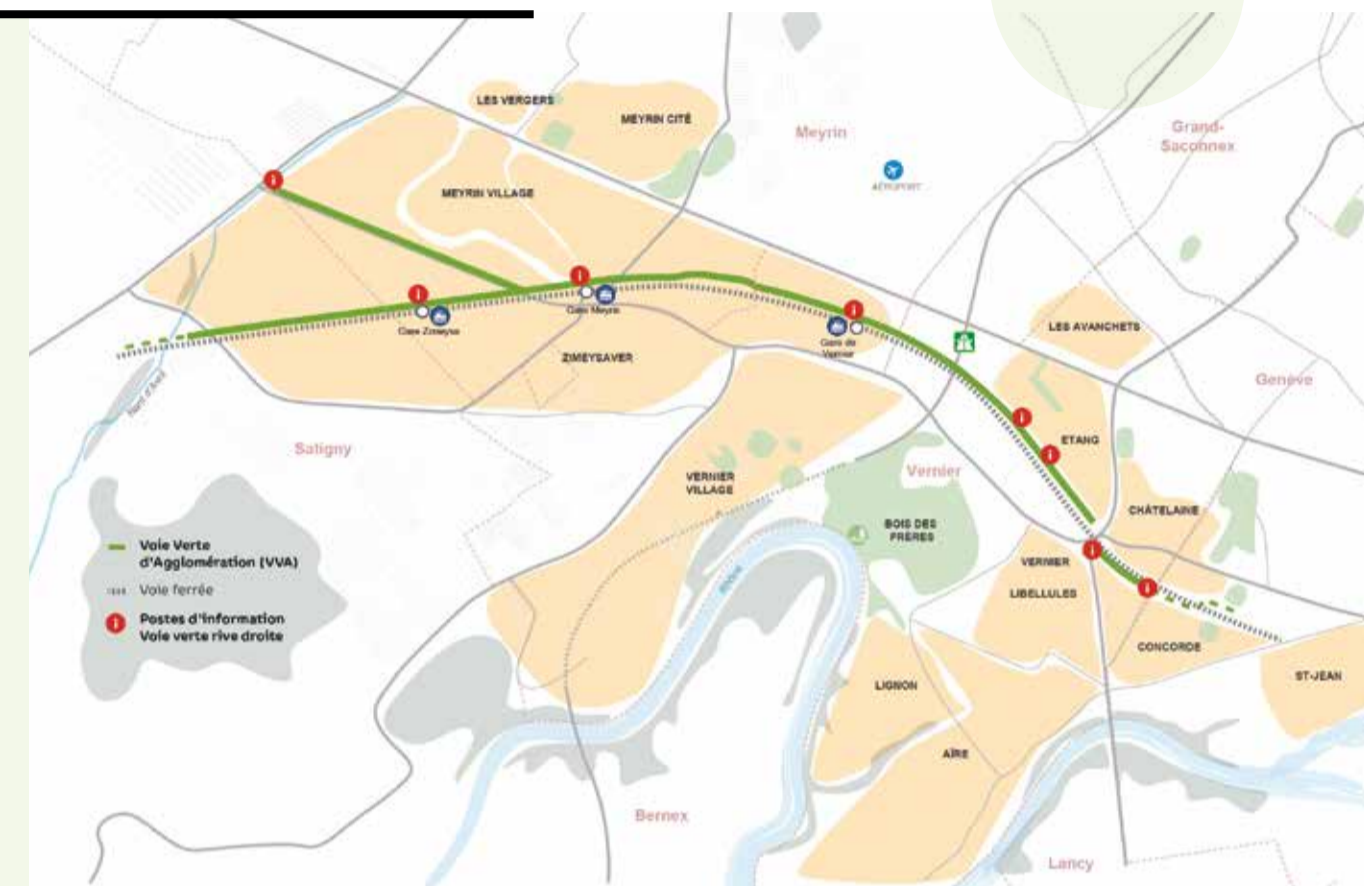 LES VERGERS
MEYRIN CITÉ
Meyrin
Grand-
Saconnex
AÉROPORT
MEYRIN VILLAGE
Gare Meyrin
Gare Zimeysa
Gare de
Vernier
ZIMEYSAVER
LES AVANCHETS
Genève
Nant d'Avril
Satigny
ETANG
VERNIER
VILLAGE
Vernier
BOIS DES
FRÈRES
CHÂTELAINE
Voie Verte
d'Agglomération (VVA)
Voie ferrée
Postes d'information
Voie verte rive droite
Rhône
VERNIER
LIBELLULES
CONCORDE
ST-JEAN
LIGNON
AÏRE
Bernex
Lancy